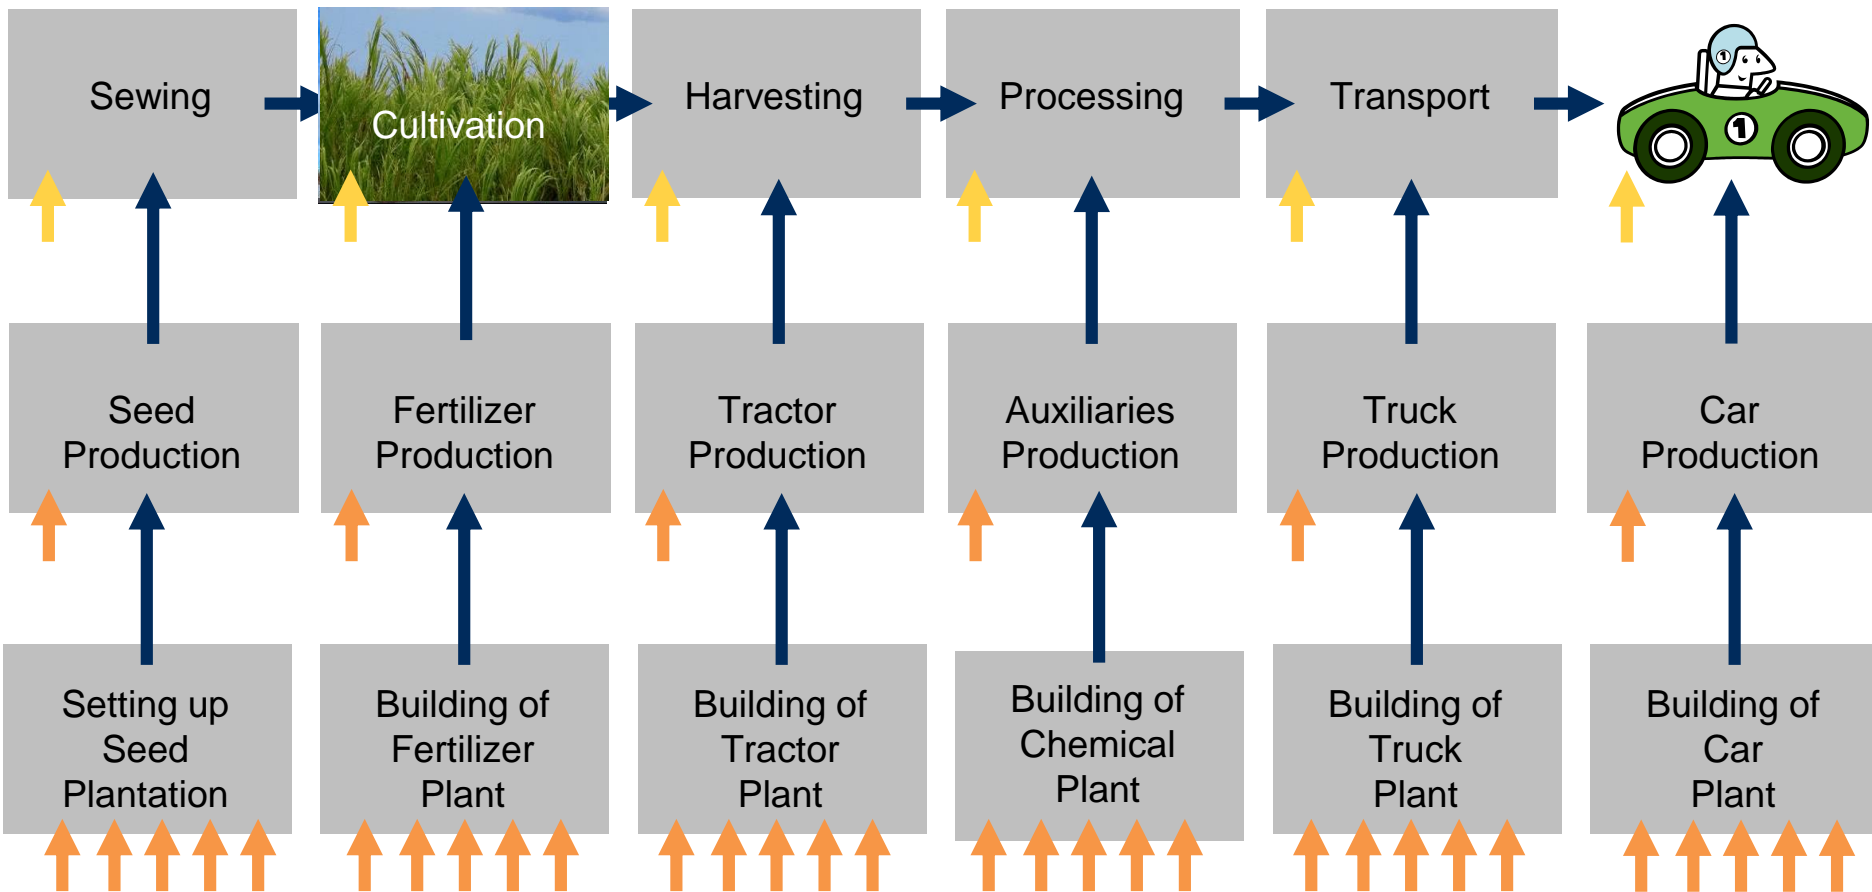 Sewing
Cultivation
Harvesting
Processing
Transport
1
1
Seed
Production
Fertilizer
Production
Tractor
Production
Auxiliaries
Production
Truck
Production
Car
Production
Setting up
Seed
Plantation
Building of
Fertilizer
Plant
Building of
Tractor
Plant
Building of
Chemical
Plant
Building of
Truck
Plant
Building of
Car
Plant